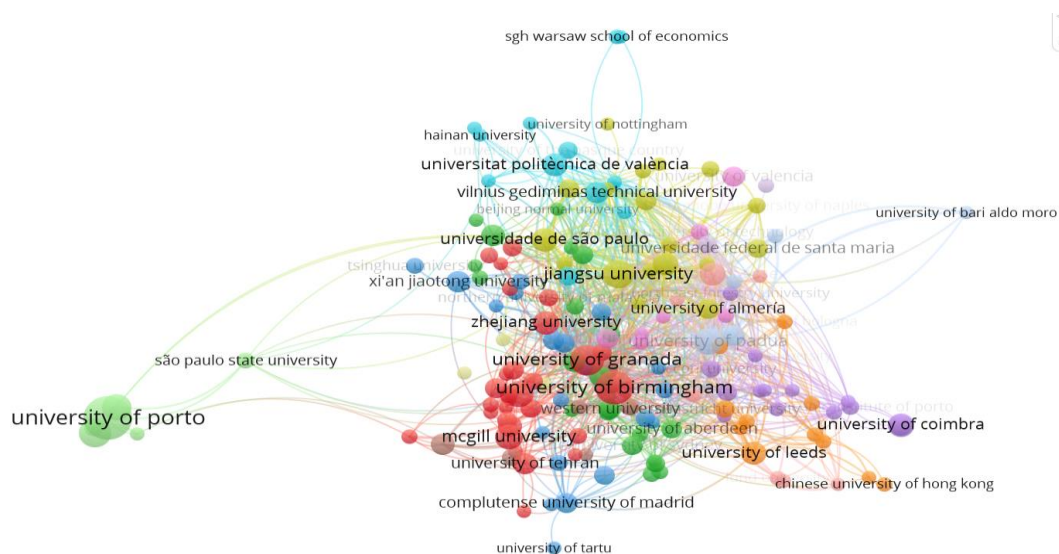 sgh warsaw school of economics
university of nottingham
hainan university
universitat politècnica de valència
university of valencia
vilnius gediminas technical university
beijing normal university
university of bari aldo moro
universidade de são paulo
universidade federal de santa maria
tsinghua university
jiangsu university
xi'an jiaotong university
university of almería
zhejiang university
university of padua
são paulo state university
university of granada
university of birmingham
western university
university of porto
university of coimbra
university of aberdeen
mcgill university
university of leeds
university of tehran
chinese university of hong kong
complutense university of madrid
university of tartu